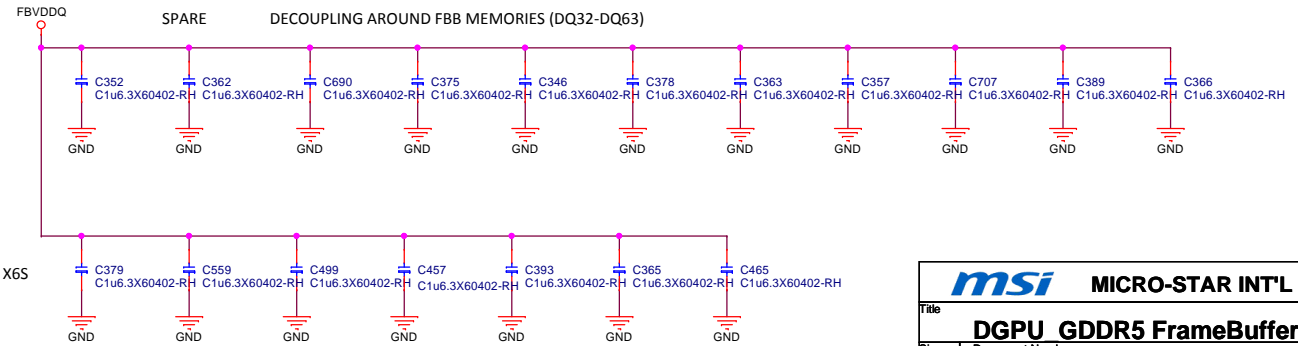 FBVDDQ
SPARE DECOUPLING AROUND FBB MEMORIES (DQ32-DQ63)
C352 C362 C690 C375 C346 C378 C363 C357 C707 C389 C366
C1u6.3X60402-RH C1u6.3X60402-RH C1u6.3X60402-RH C1u6.3X60402-RH C1u6.3X60402-RH C1u6.3X60402-RH C1u6.3X60402-RH C1u6.3X60402-RH C1u6.3X60402-RH C1u6.3X60402-RH C1u6.3X60402-RH
GND GND GND GND GND GND GND GND GND GND GND
X6S
C379 C559 C499 C457 C393 C365 C465
C1u6.3X60402-RH C1u6.3X60402-RH C1u6.3X60402-RH C1u6.3X60402-RH C1u6.3X60402-RH C1u6.3X60402-RH C1u6.3X60402-RH
GND GND GND GND GND GND GND
msi MICRO-STAR INT'L
Title
DGPU_GDDR5 FrameBuffer